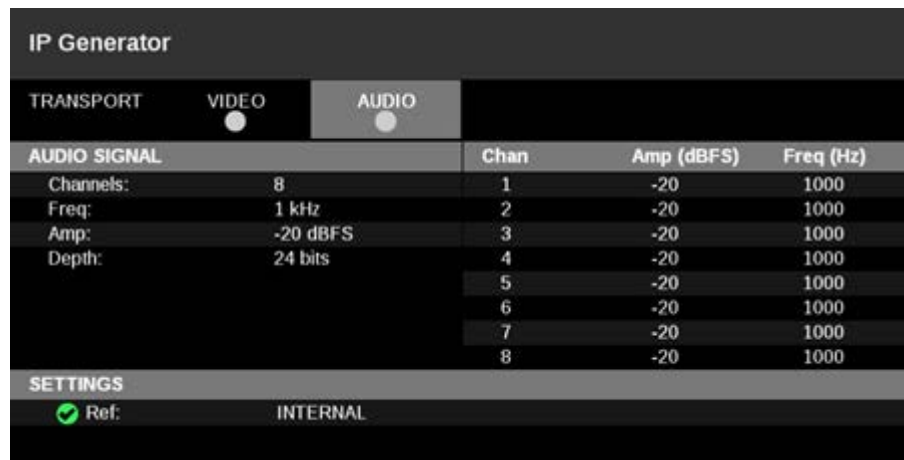 IP Generator
TRANSPORT VIDEO AUDIO
AUDIO SIGNAL Chan Amp (dBFS) Freq (Hz)
Channels: 8 1 -20 1000
Freq: 1 kHz 2 -20 1000
Amp: -20 dBFS 3 -20 1000
Depth: 24 bits 4 -20 1000
5 -20 1000
6 -20 1000
7 -20 1000
8 -20 1000
SETTINGS
Ref: INTERNAL